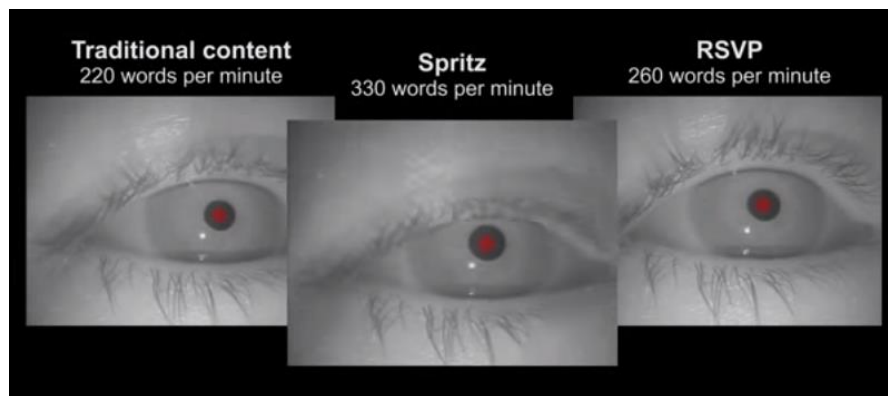 Traditional content
220 words per minute
Spritz
330 words per minute
RSVP
260 words per minute